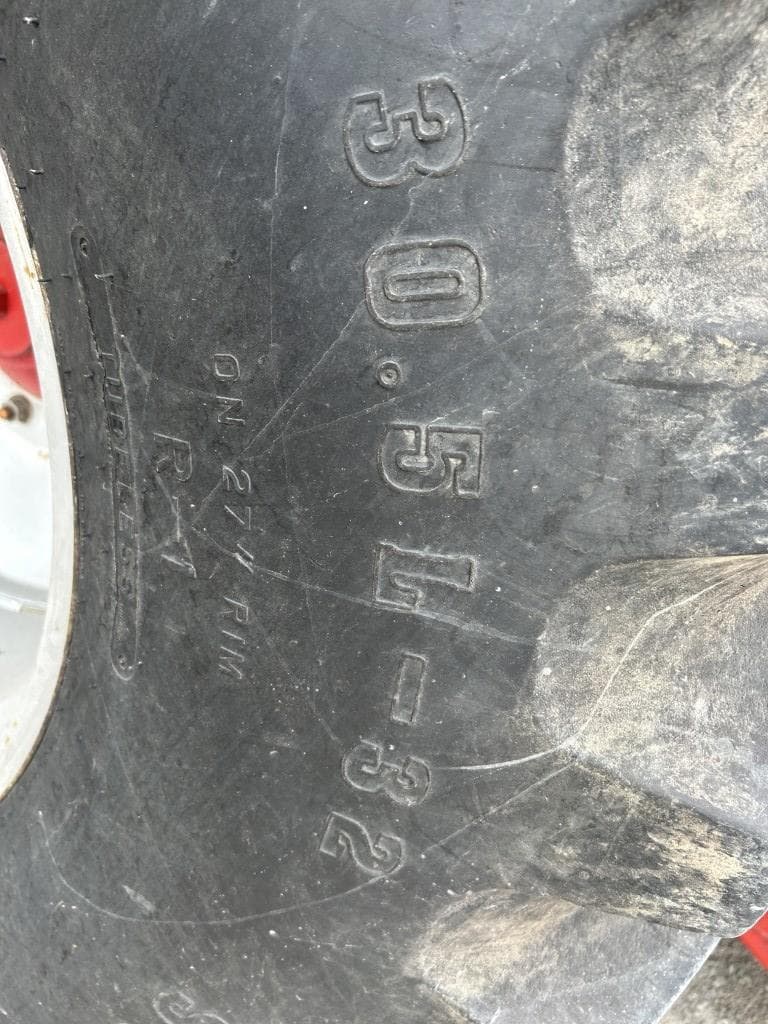 30.5L-32
ON 27" RIM
R-1
TUBELESS